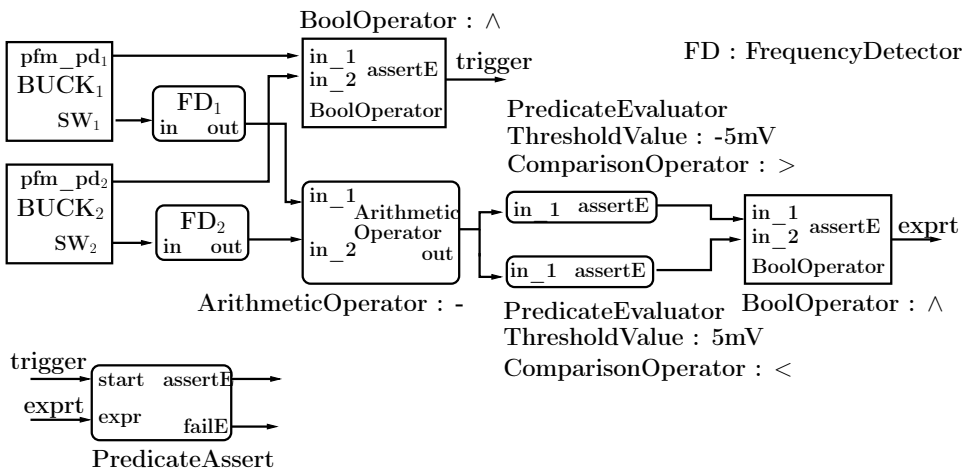 BoolOperator : ∧
pfm_pd₁
BUCK₁
SW₁
FD₁
in out
in_1
in_2
assertE
BoolOperator
trigger
FD : FrequencyDetector
PredicateEvaluator
ThresholdValue : -5mV
ComparisonOperator : >
pfm_pd₂
BUCK₂
SW₂
FD₂
in out
in_1
in_2
Arithmetic
Operator
out
ArithmeticOperator : -
in_1 assertE
in_1 assertE
in_1
in_2
assertE
BoolOperator
exprt
BoolOperator : ∧
PredicateEvaluator
ThresholdValue : 5mV
ComparisonOperator : <
trigger
exprt
start assertE
expr
failE
PredicateAssert